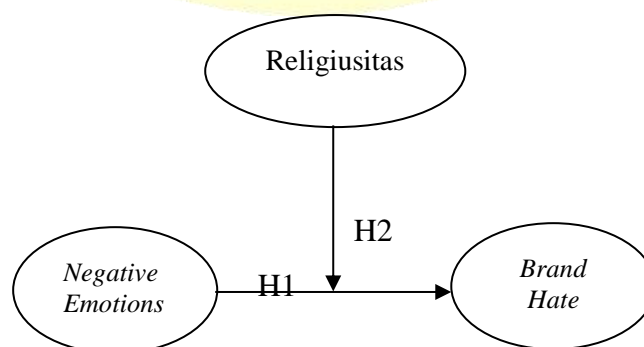 Religiusitas
H2
Negative
Emotions
H1
Brand
Hate